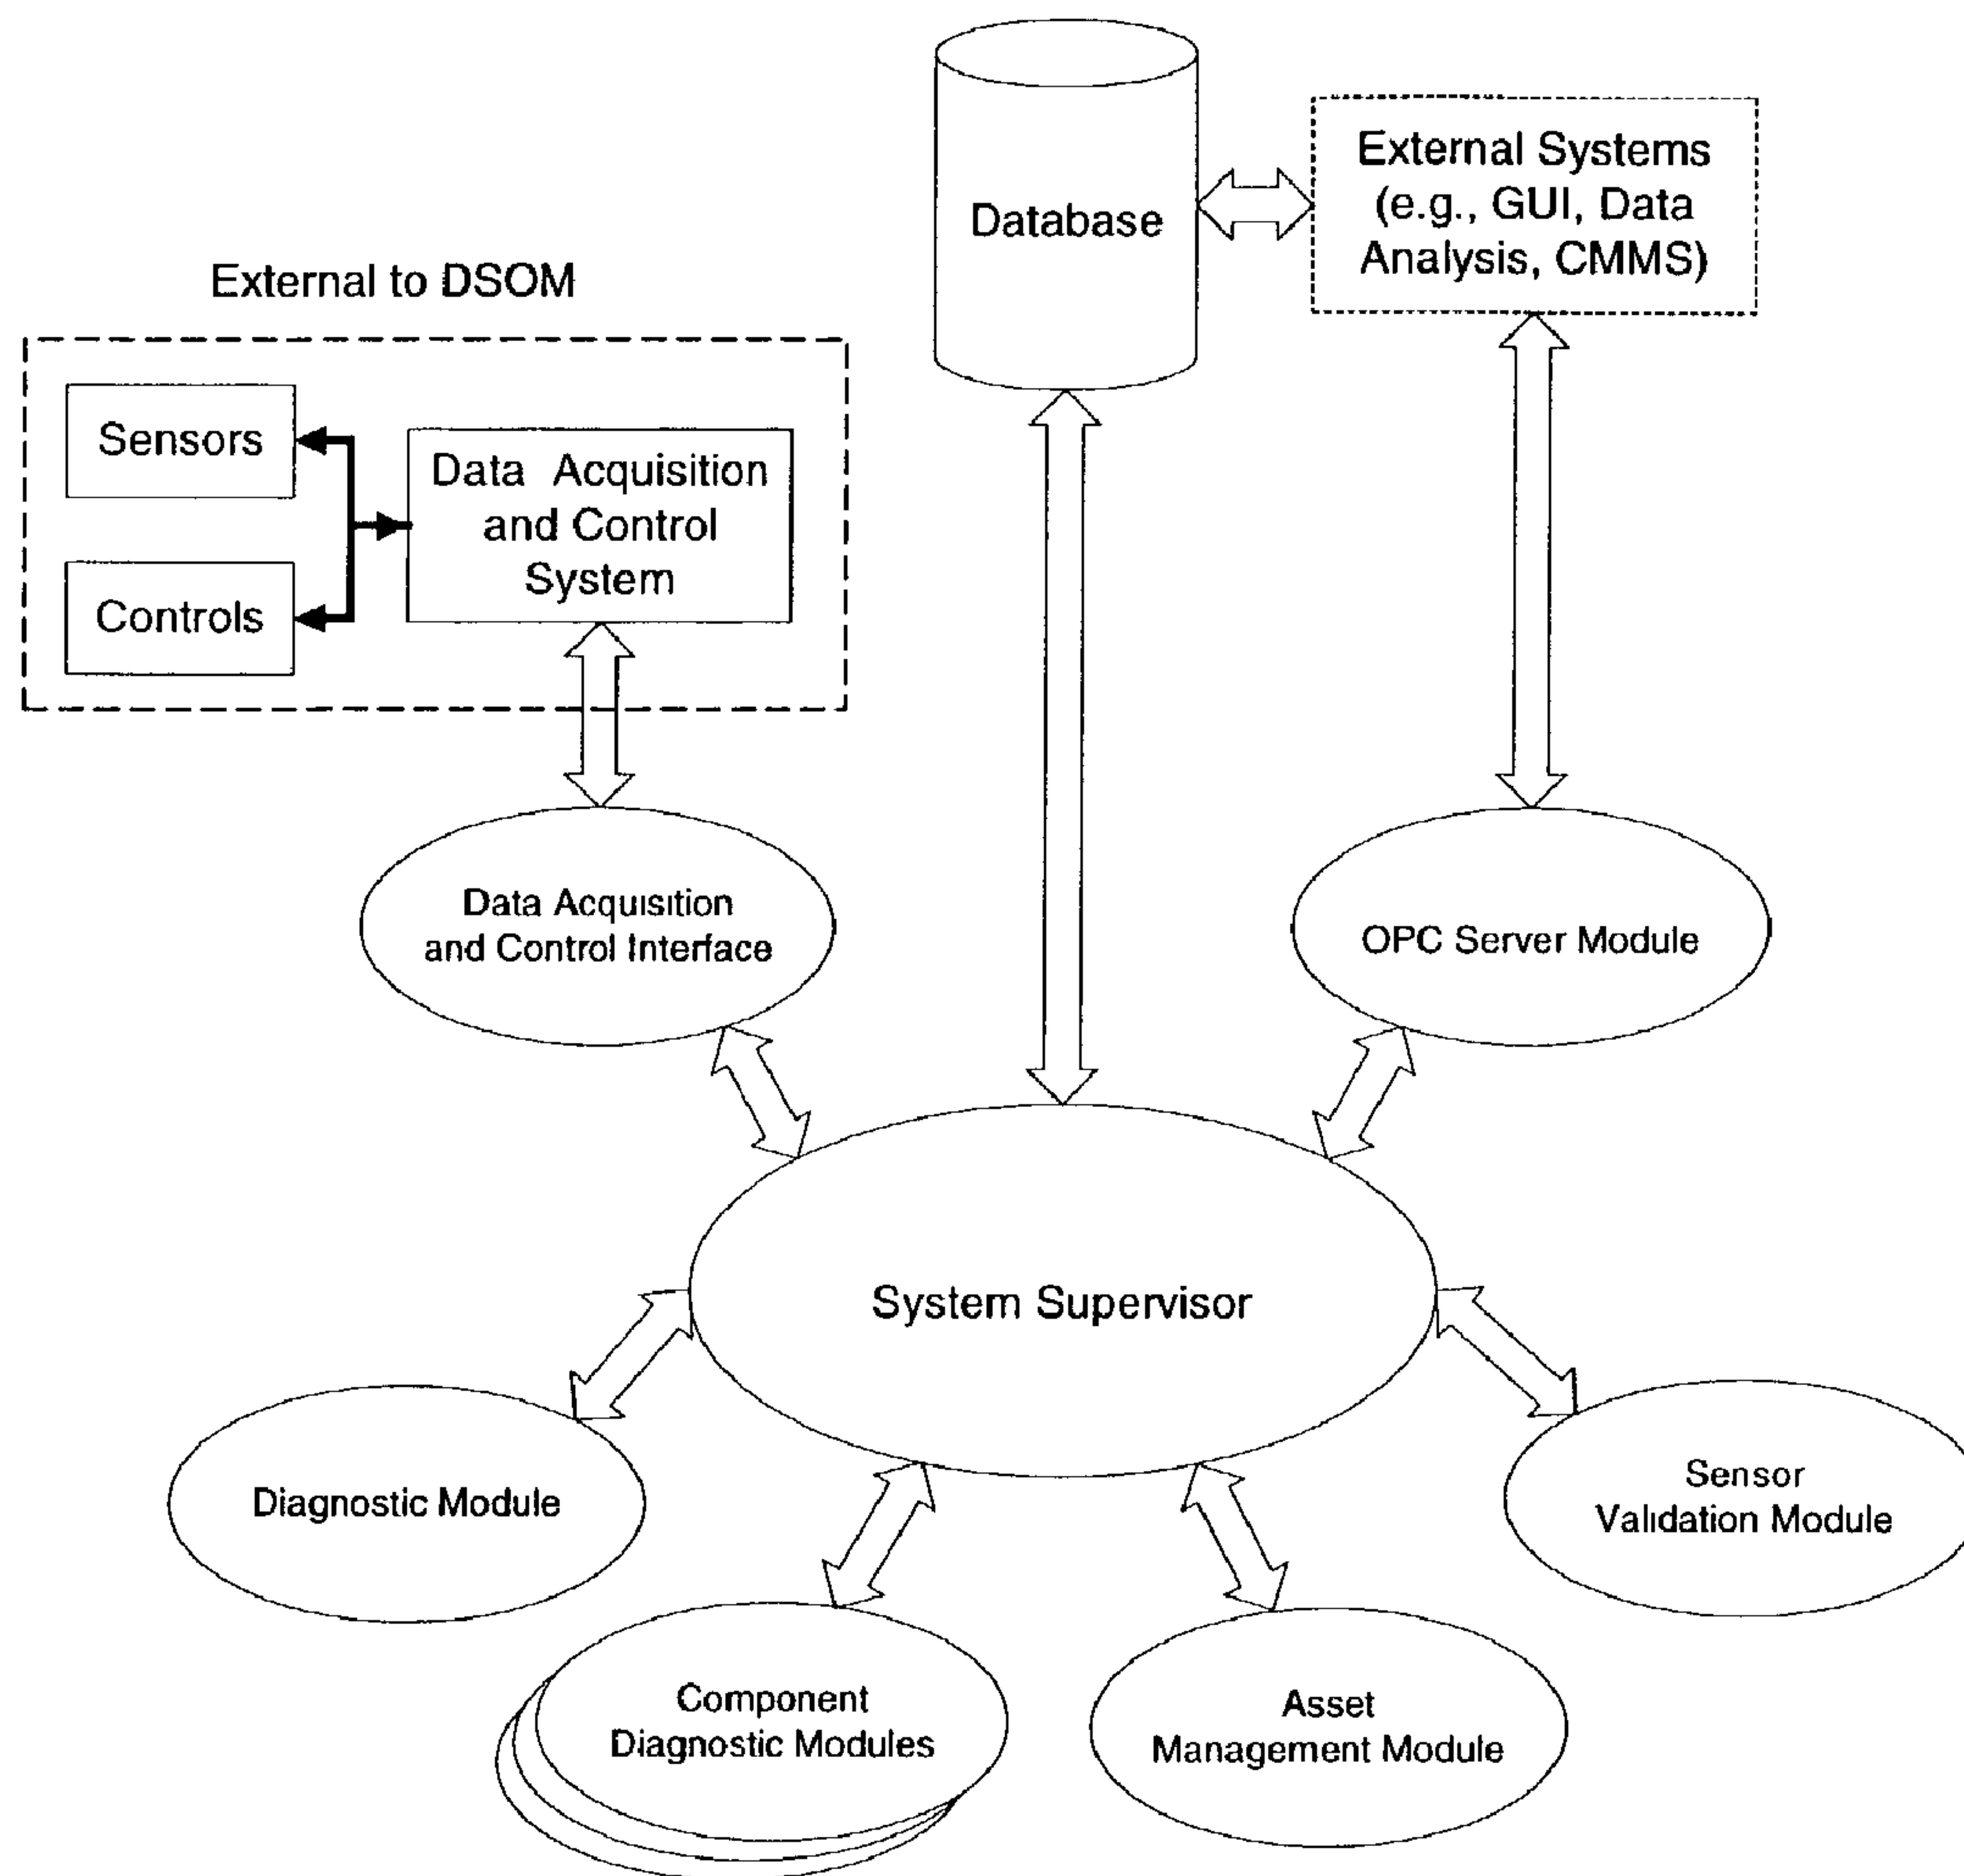 Database
External Systems
(e.g., GUI, Data
Analysis, CMMS)
External to DSOM
Sensors
Controls
Data Acquisition
and Control
System
Data Acquisition
and Control Interface
OPC Server Module
System Supervisor
Diagnostic Module
Sensor
Validation Module
Component
Diagnostic Modules
Asset
Management Module